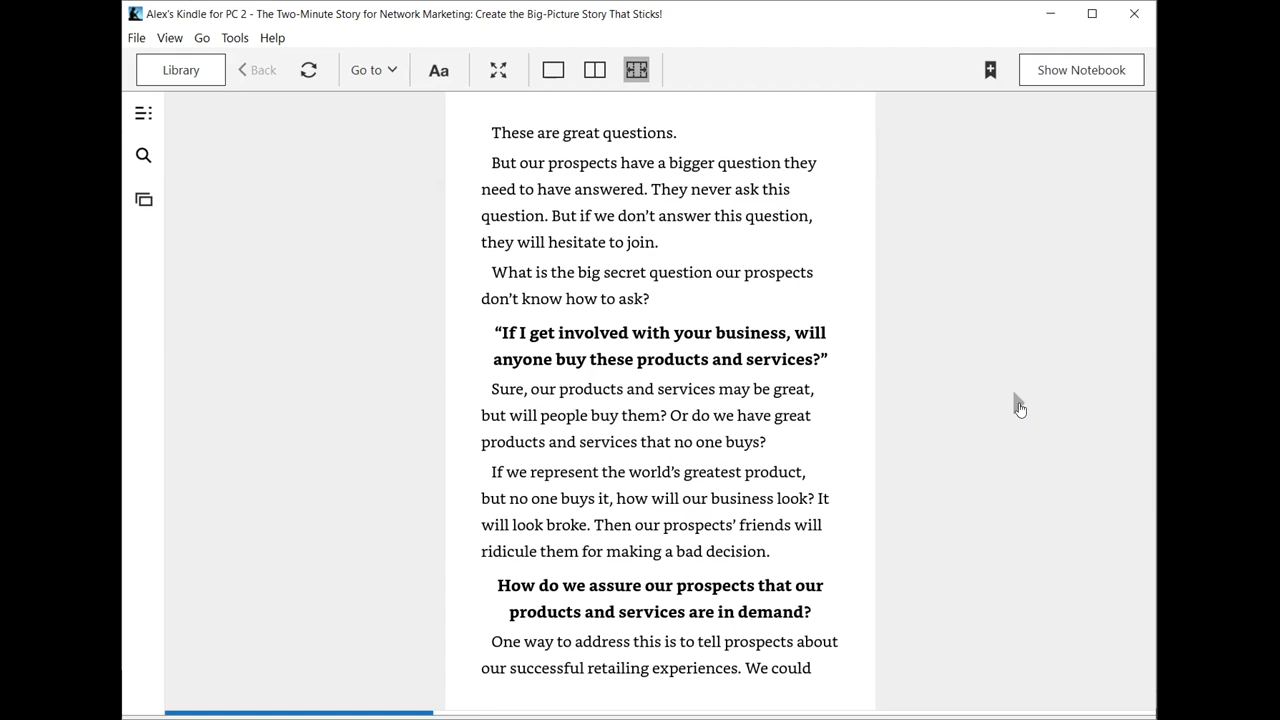 Alex's Kindle for PC 2 - The Two-Minute Story for Network Marketing: Create the Big-Picture Story That Sticks!
File View Go Tools Help
Library Back Go to Aa Show Notebook
These are great questions.
But our prospects have a bigger question they
need to have answered. They never ask this
question. But if we don’t answer this question,
they will hesitate to join.
What is the big secret question our prospects
don’t know how to ask?
“If I get involved with your business, will
anyone buy these products and services?”
Sure, our products and services may be great,
but will people buy them? Or do we have great
products and services that no one buys?
If we represent the world’s greatest product,
but no one buys it, how will our business look? It
will look broke. Then our prospects’ friends will
ridicule them for making a bad decision.
How do we assure our prospects that our
products and services are in demand?
One way to address this is to tell prospects about
our successful retailing experiences. We could